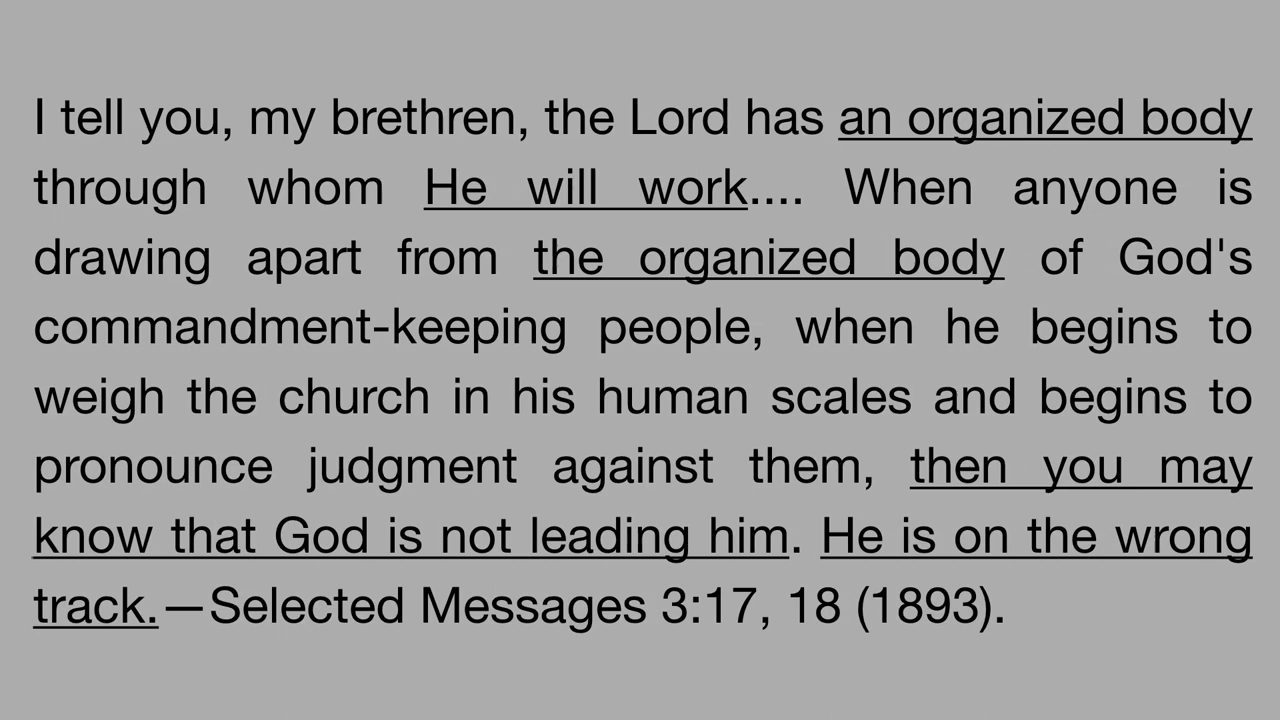 I tell you, my brethren, the Lord has an organized body
through whom He will work.... When anyone is
drawing apart from the organized body of God's
commandment-keeping people, when he begins to
weigh the church in his human scales and begins to
pronounce judgment against them, then you may
know that God is not leading him. He is on the wrong
track.—Selected Messages 3:17, 18 (1893).